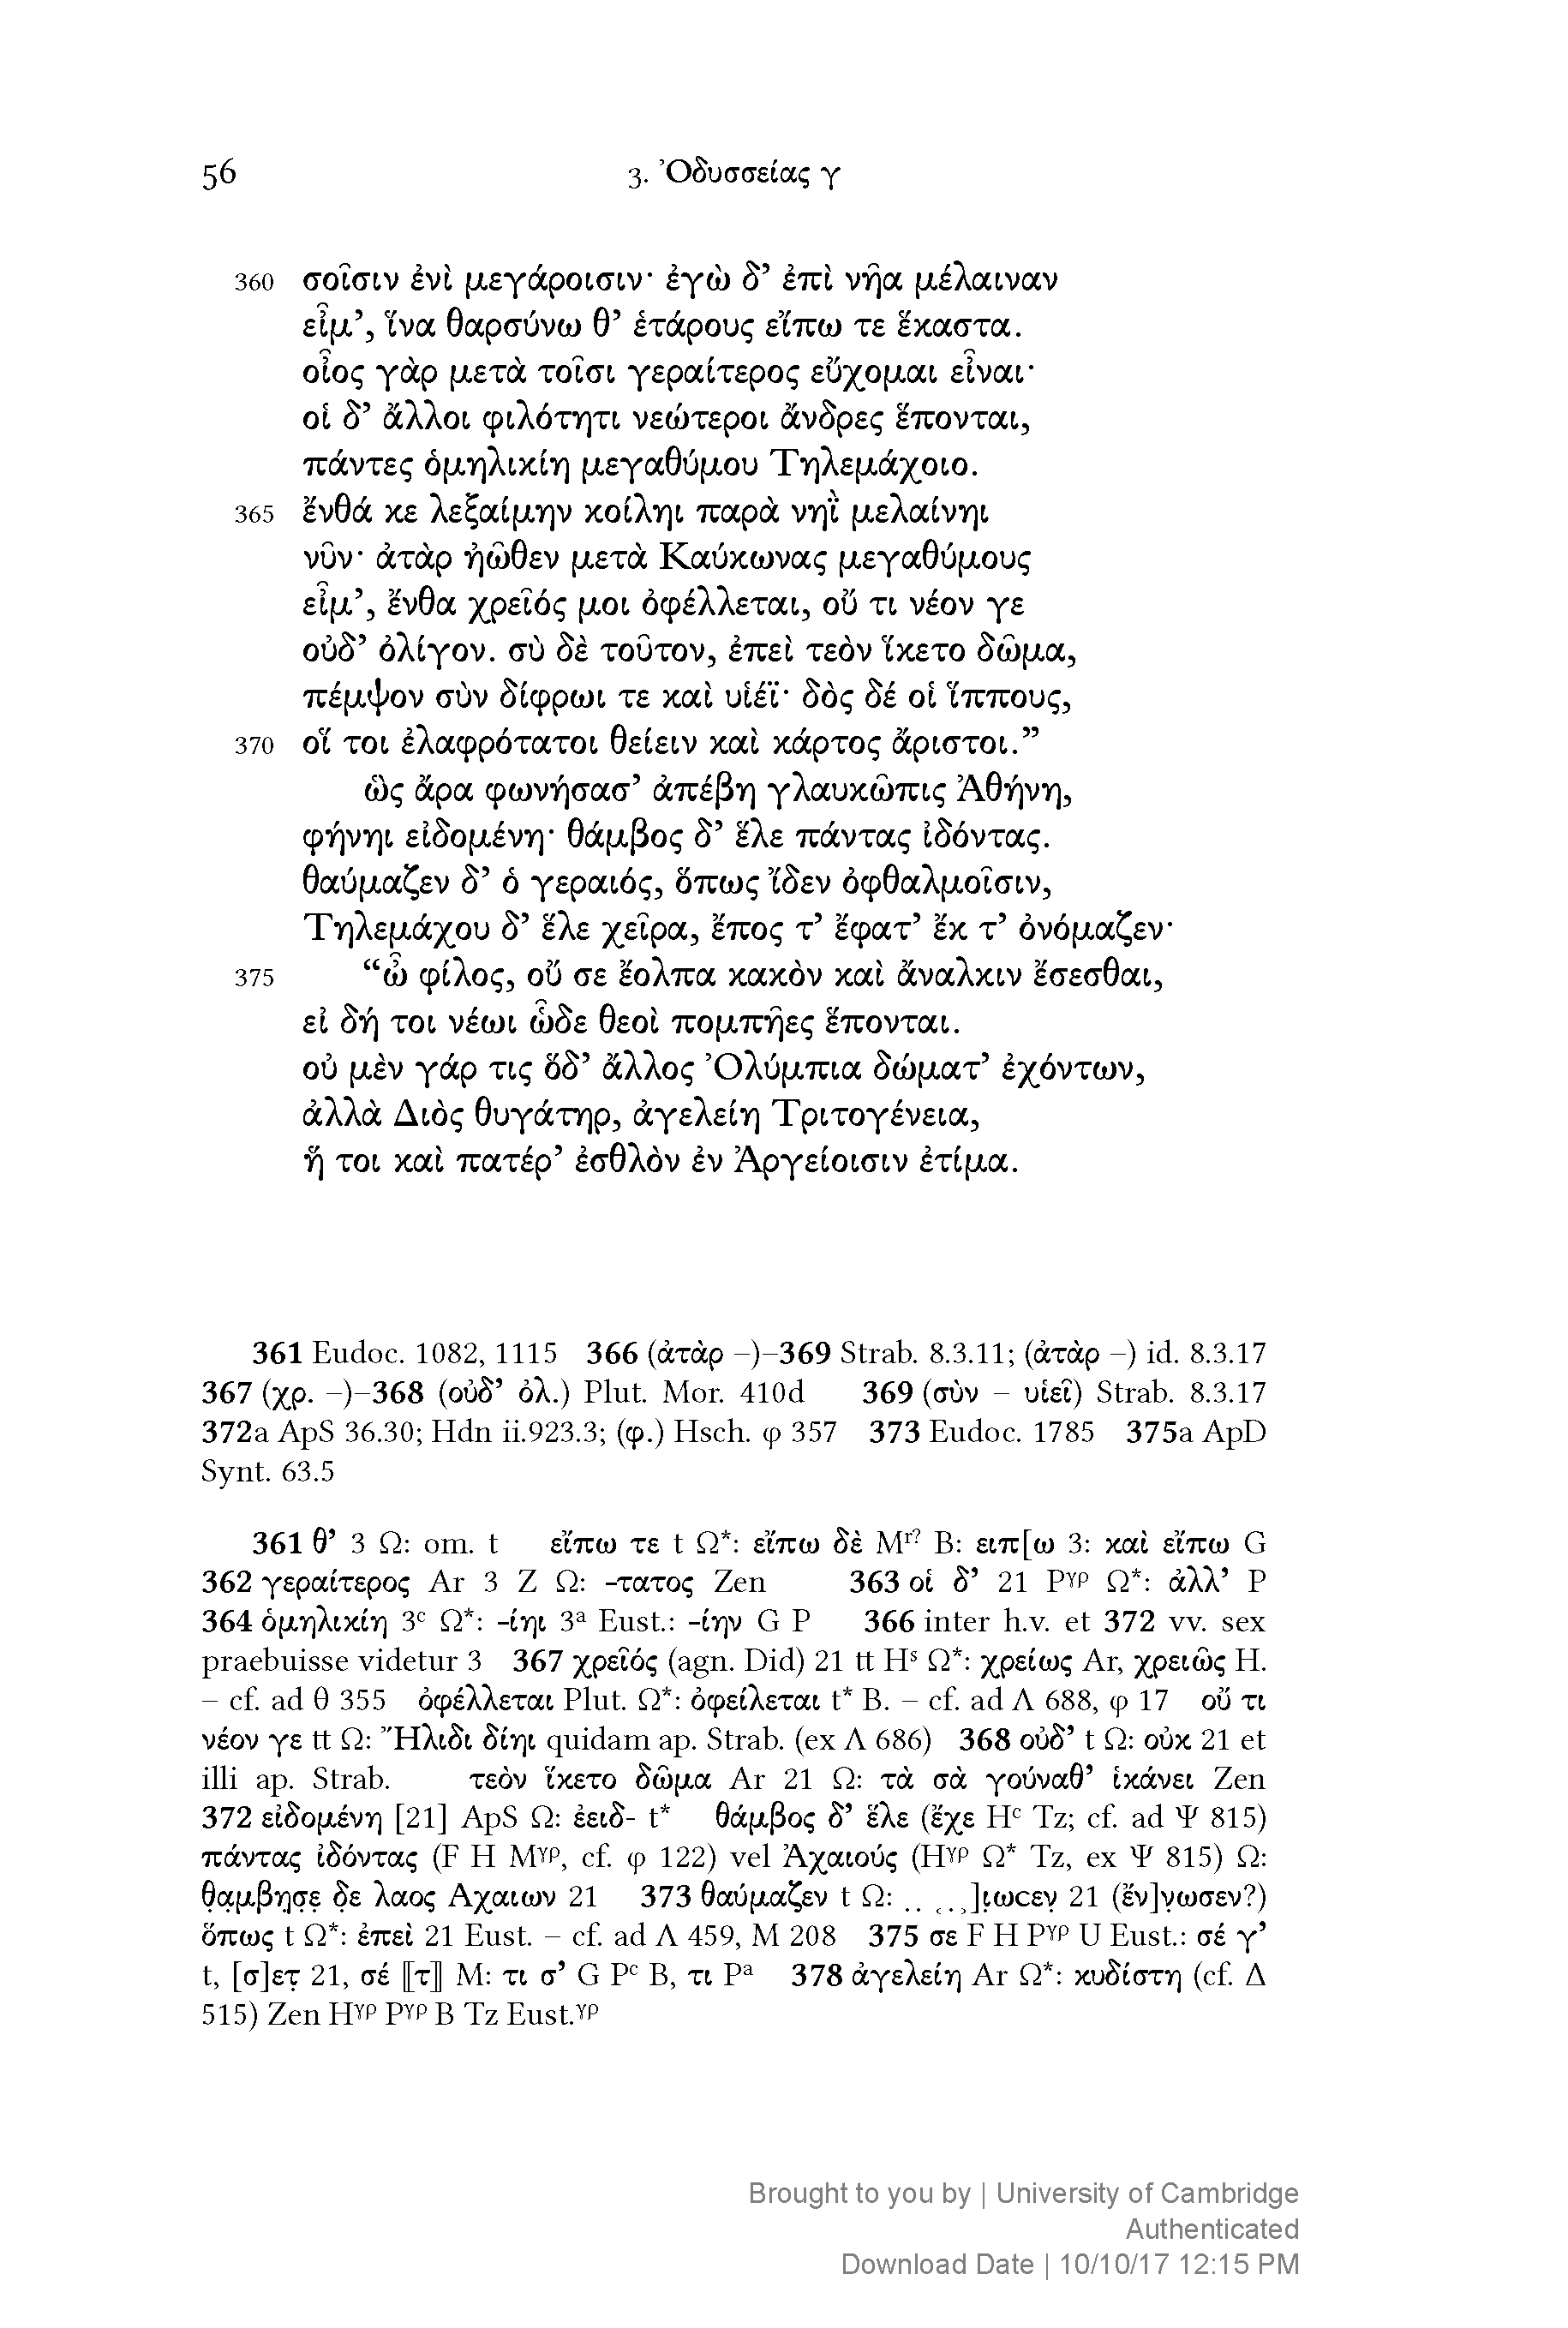 56 3. Ὀδυσσείας γ
360 σοῖσιν ἐνὶ μεγάροισιν· ἐγὼ δ’ ἐπὶ νῆα μέλαιναν
εἶμ’, ἵνα θαρσύνω θ’ ἑτάρους εἴπω τε ἕκαστα.
οἶος γὰρ μετὰ τοῖσι γεραίτερος εὔχομαι εἶναι·
οἱ δ’ ἄλλοι φιλότητι νεώτεροι ἄνδρες ἕπονται,
πάντες ὁμηλικίη μεγαθύμου Τηλεμάχοιο.
365 ἔνθά κε λεξαίμην κοίληι παρὰ νηῒ μελαίνηι
νῦν· ἀτὰρ ἠῶθεν μετὰ Καύκωνας μεγαθύμους
εἶμ’, ἔνθα χρεῖός μοι ὀφέλλεται, οὔ τι νέον γε
οὐδ’ ὀλίγον. σὺ δὲ τοῦτον, ἐπεὶ τεὸν ἵκετο δῶμα,
πέμψον σὺν δίφρωι τε καὶ υἱέϊ· δὸς δέ οἱ ἵππους,
370 οἵ τοι ἐλαφρότατοι θείειν καὶ κάρτος ἄριστοι.”
ὣς ἄρα φωνήσασ’ ἀπέβη γλαυκῶπις Ἀθήνη,
φήνηι εἰδομένη· θάμβος δ’ ἕλε πάντας ἰδόντας.
θαύμαζεν δ’ ὁ γεραιός, ὅπως ἴδεν ὀφθαλμοῖσιν,
Τηλεμάχου δ’ ἕλε χεῖρα, ἔπος τ’ ἔφατ’ ἔκ τ’ ὀνόμαζεν·
375 “ὦ φίλος, οὔ σε ἔολπα κακὸν καὶ ἄναλκιν ἔσεσθαι,
εἰ δή τοι νέωι ὧδε θεοὶ πομπῆες ἕπονται.
οὐ μὲν γάρ τις ὅδ’ ἄλλος Ὀλύμπια δώματ’ ἐχόντων,
ἀλλὰ Διὸς θυγάτηρ, ἀγελείη Τριτογένεια,
ἥ τοι καὶ πατέρ’ ἐσθλὸν ἐν Ἀργείοισιν ἐτίμα.
361 Eudoc. 1082, 1115 366 (ἀτὰρ –)–369 Strab. 8.3.11; (ἀτὰρ –) id. 8.3.17
367 (χρ. –)–368 (οὐδ’ ὀλ.) Plut. Mor. 410d 369 (σὺν – υἱεῖ) Strab. 8.3.17
372a ApS 36.30; Hdn ii.923.3; (φ.) Hsch. φ 357 373 Eudoc. 1785 375a ApD
Synt. 63.5
361 θ’ 3 Ω: om. t εἴπω τε t Ω*: εἴπω δὲ Mʳ? B: ειπ[ω 3: καὶ εἴπω G
362 γεραίτερος Ar 3 Z Ω: -τατος Zen 363 οἱ δ’ 21 Pᵞᵖ Ω*: ἀλλ’ P
364 ὁμηλικίη 3ᶜ Ω*: -ίηι 3ᵃ Eust.: -ίην G P 366 inter h.v. et 372 vv. sex
praebuisse videtur 3 367 χρεῖός (agn. Did) 21 tt Hˢ Ω*: χρείως Ar, χρειῶς H.
– cf. ad θ 355 ὀφέλλεται Plut. Ω*: ὀφείλεται t* B. – cf. ad Λ 688, φ 17 οὔ τι
νέον γε tt Ω: Ἤλιδι δίηι quidam ap. Strab. (ex Λ 686) 368 οὐδ’ t Ω: οὐκ 21 et
illi ap. Strab. τεὸν ἵκετο δῶμα Ar 21 Ω: τὰ σὰ γούναθ’ ἱκάνει Zen
372 εἰδομένη [21] ApS Ω: ἐειδ- t* θάμβος δ’ ἕλε (ἔχε Hᶜ Tz; cf. ad Ψ 815)
πάντας ἰδόντας (F H Mᵞᵖ, cf. φ 122) vel Ἀχαιούς (Hᵞᵖ Ω* Tz, ex Ψ 815) Ω:
θ̣α̣μβ̣η̣σ̣ε̣ δ̣ε λαος Αχαιων 21 373 θαύμαζεν t Ω: .. ˓..˒]ι̣ωϲεν̣ 21 (ἔν]ν̣ωσεν?)
ὅπως t Ω*: ἐπεὶ 21 Eust. – cf. ad Λ 459, Μ 208 375 σε F H Pᵞᵖ U Eust.: σέ γ’
t, [σ]ετ̣ 21, σέ ⟦τ⟧ M: τι σ’ G Pᶜ B, τι Pᵃ 378 ἀγελείη Ar Ω*: κυδίστη (cf. Δ
515) Zen Hᵞᵖ Pᵞᵖ B Tz Eust.ᵞᵖ
Brought to you by | University of Cambridge
Authenticated
Download Date | 10/10/17 12:15 PM